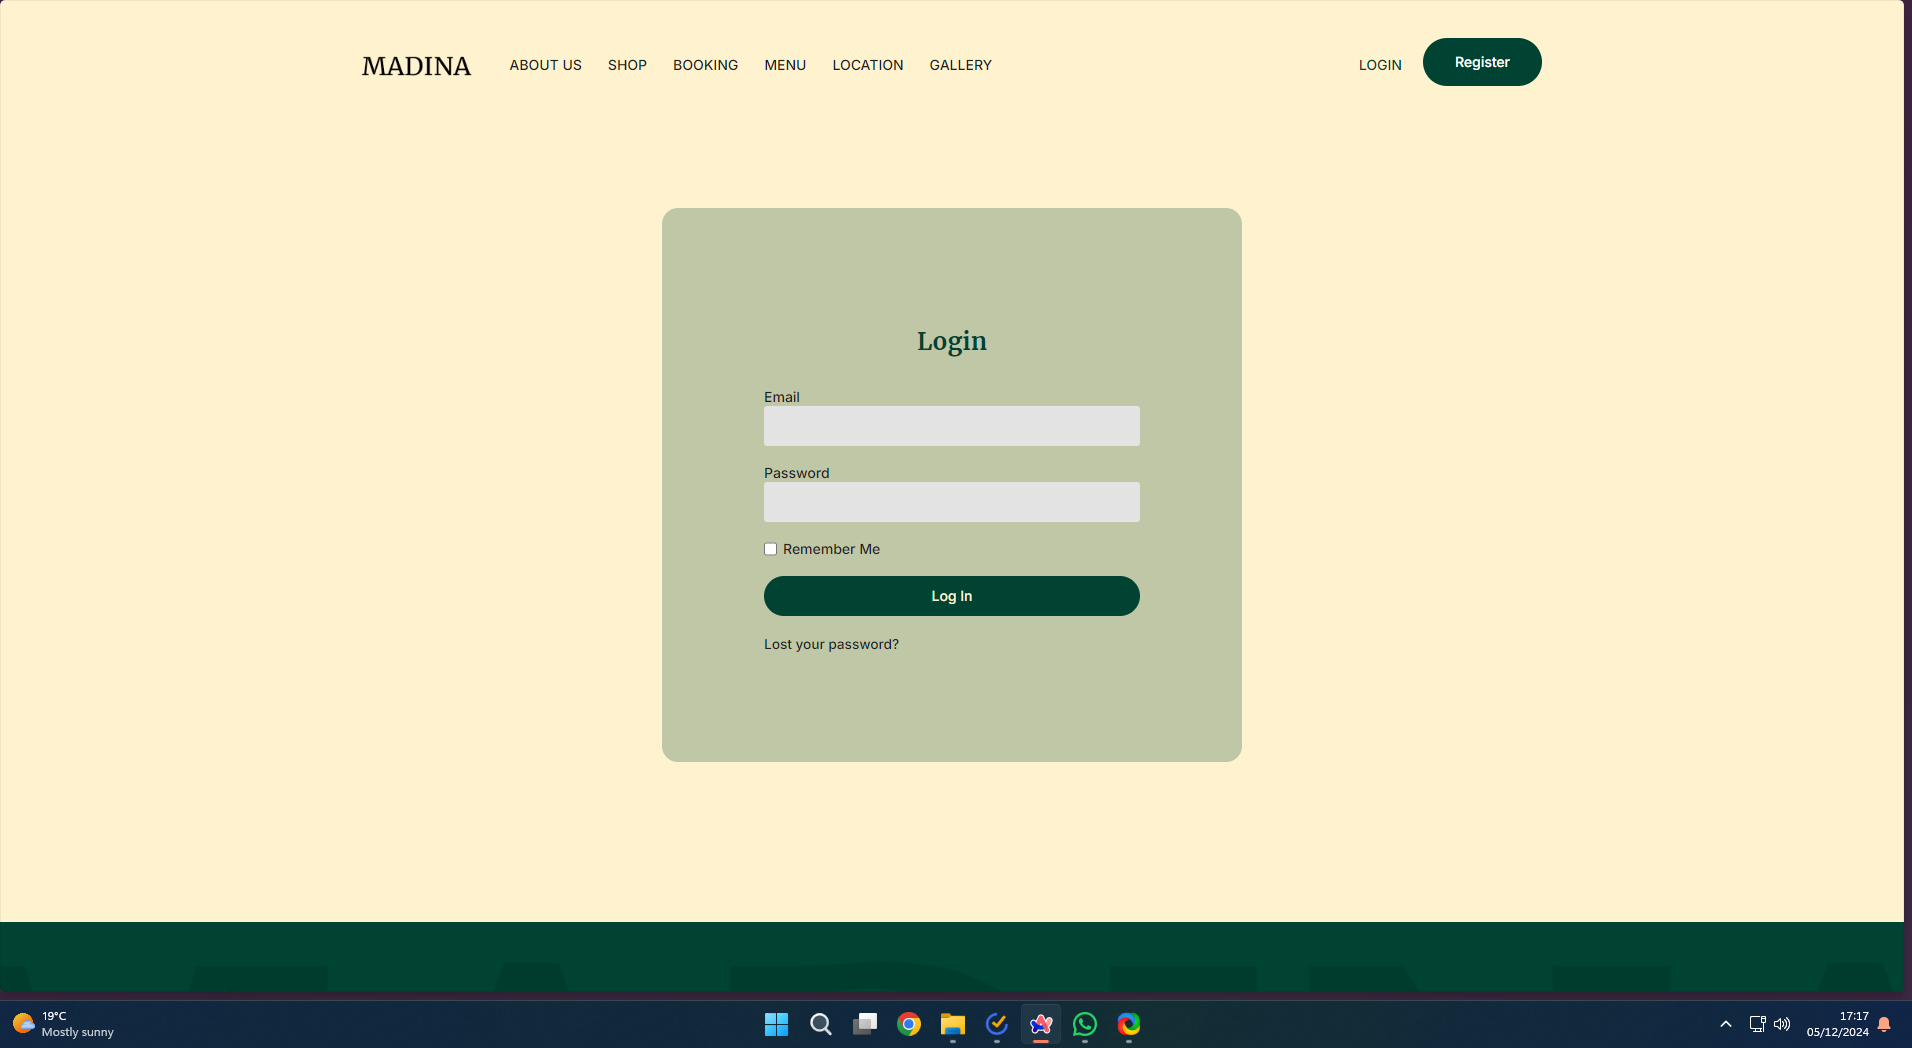 MADINA
ABOUT US
SHOP
BOOKING
MENU
LOCATION
GALLERY
LOGIN
Register
Login
Email
Password
Remember Me
Log In
Lost your password?
19°C
Mostly sunny
17:17
05/12/2024